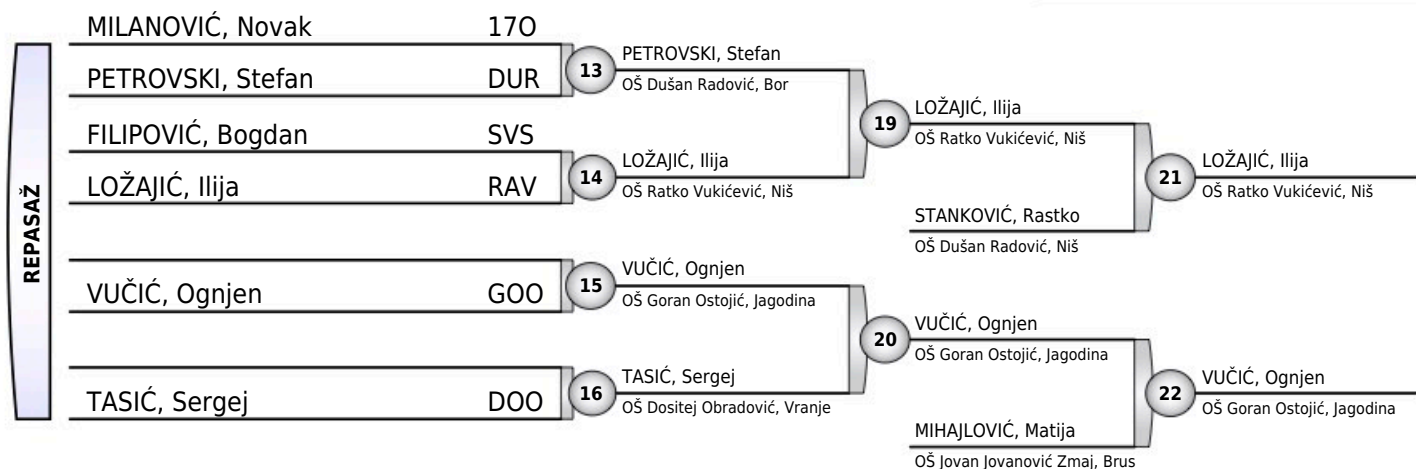 REPASAŽ
MILANOVIĆ, Novak 17O
PETROVSKI, Stefan DUR
FILIPOVIĆ, Bogdan SVS
LOŽAJIĆ, Ilija RAV
VUČIĆ, Ognjen GOO
TASIĆ, Sergej DOO
13
PETROVSKI, Stefan
OŠ Dušan Radović, Bor
14
LOŽAJIĆ, Ilija
OŠ Ratko Vukićević, Niš
15
VUČIĆ, Ognjen
OŠ Goran Ostojić, Jagodina
16
TASIĆ, Sergej
OŠ Dositej Obradović, Vranje
19
LOŽAJIĆ, Ilija
OŠ Ratko Vukićević, Niš
STANKOVIĆ, Rastko
OŠ Dušan Radović, Niš
20
VUČIĆ, Ognjen
OŠ Goran Ostojić, Jagodina
MIHAJLOVIĆ, Matija
OŠ Jovan Jovanović Zmaj, Brus
21
LOŽAJIĆ, Ilija
OŠ Ratko Vukićević, Niš
22
VUČIĆ, Ognjen
OŠ Goran Ostojić, Jagodina